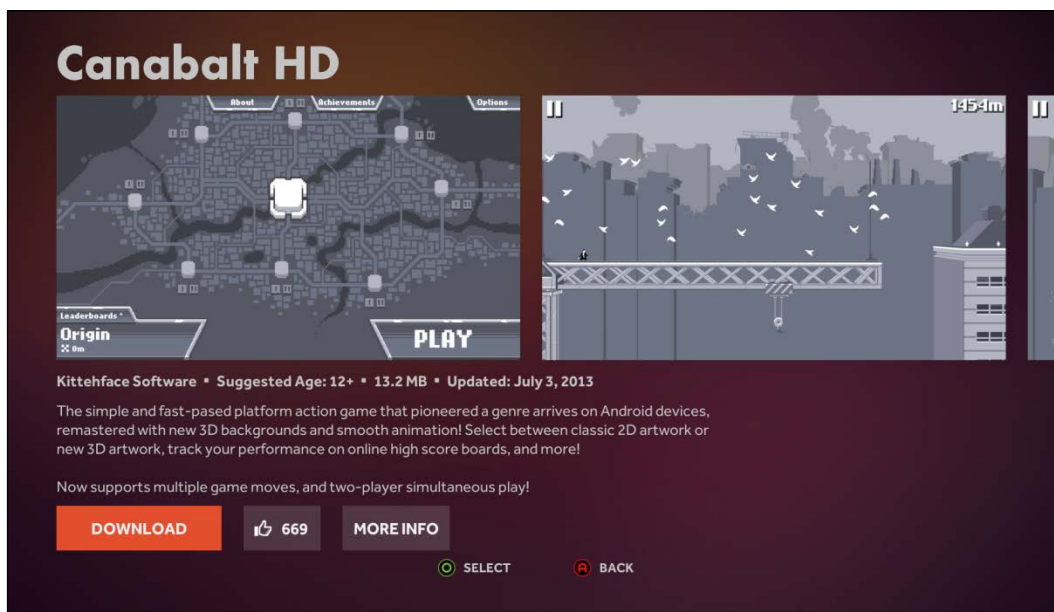 Canabalt HD
About
Achievements
Options
Leaderboards
Origin
0m
PLAY
1454m
Kittehface Software ▪ Suggested Age: 12+ ▪ 13.2 MB ▪ Updated: July 3, 2013
The simple and fast-pased platform action game that pioneered a genre arrives on Android devices,
remastered with new 3D backgrounds and smooth animation! Select between classic 2D artwork or
new 3D artwork, track your performance on online high score boards, and more!
Now supports multiple game moves, and two-player simultaneous play!
DOWNLOAD
669
MORE INFO
O SELECT
A BACK